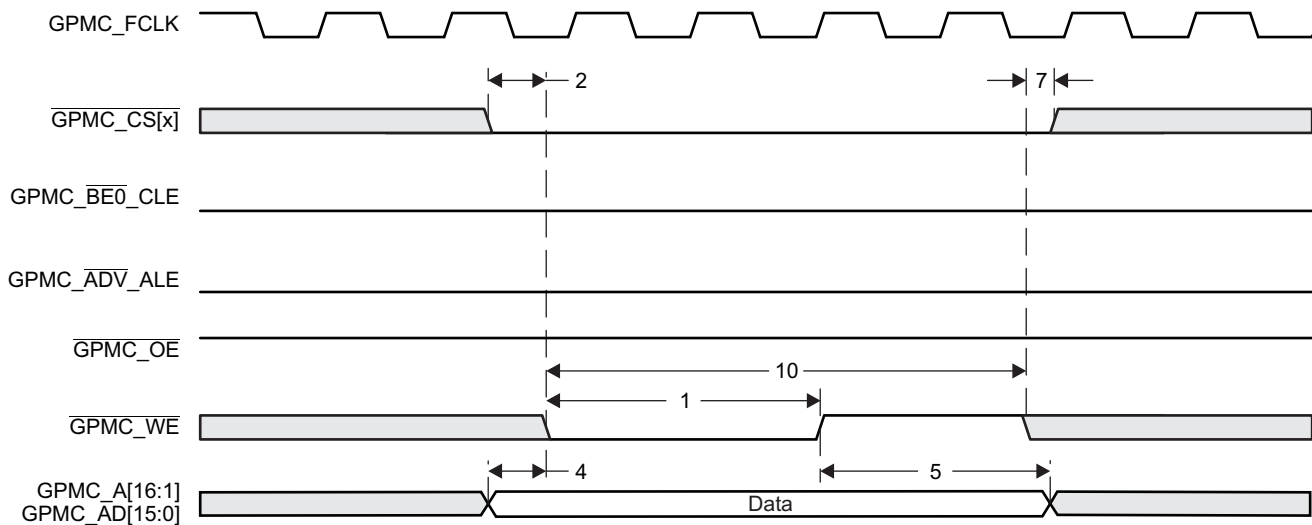 GPMC_FCLK
2
7
GPMC_CS[x]
GPMC_BE0_CLE
GPMC_ADV_ALE
GPMC_OE
10
1
GPMC_WE
4
5
GPMC_A[16:1]
GPMC_AD[15:0]
Data